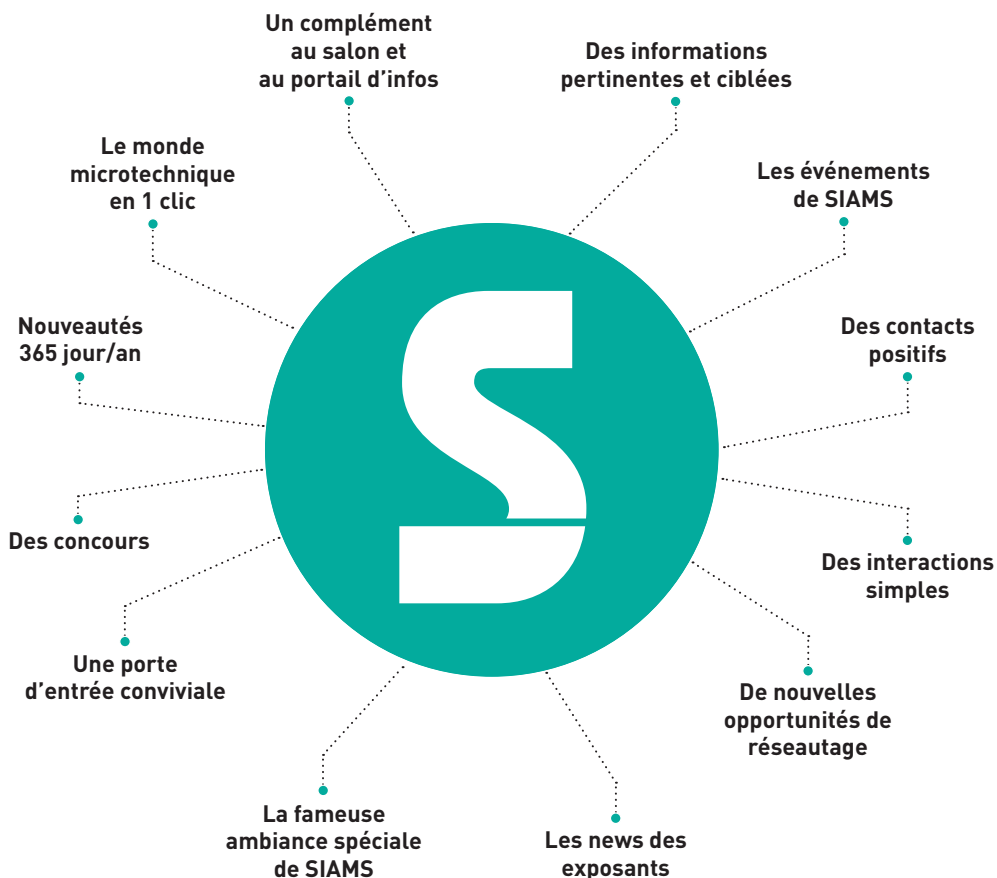 Un complément
au salon et
au portail d'infos
Des informations
pertinentes et ciblées
Le monde
microtechnique
en 1 clic
Les événements
de SIAMS
Nouveautés
365 jour/an
Des contacts
positifs
Des concours
Des interactions
simples
Une porte
d'entrée conviviale
De nouvelles
opportunités de
réseautage
La fameuse
ambiance spéciale
de SIAMS
Les news des
exposants